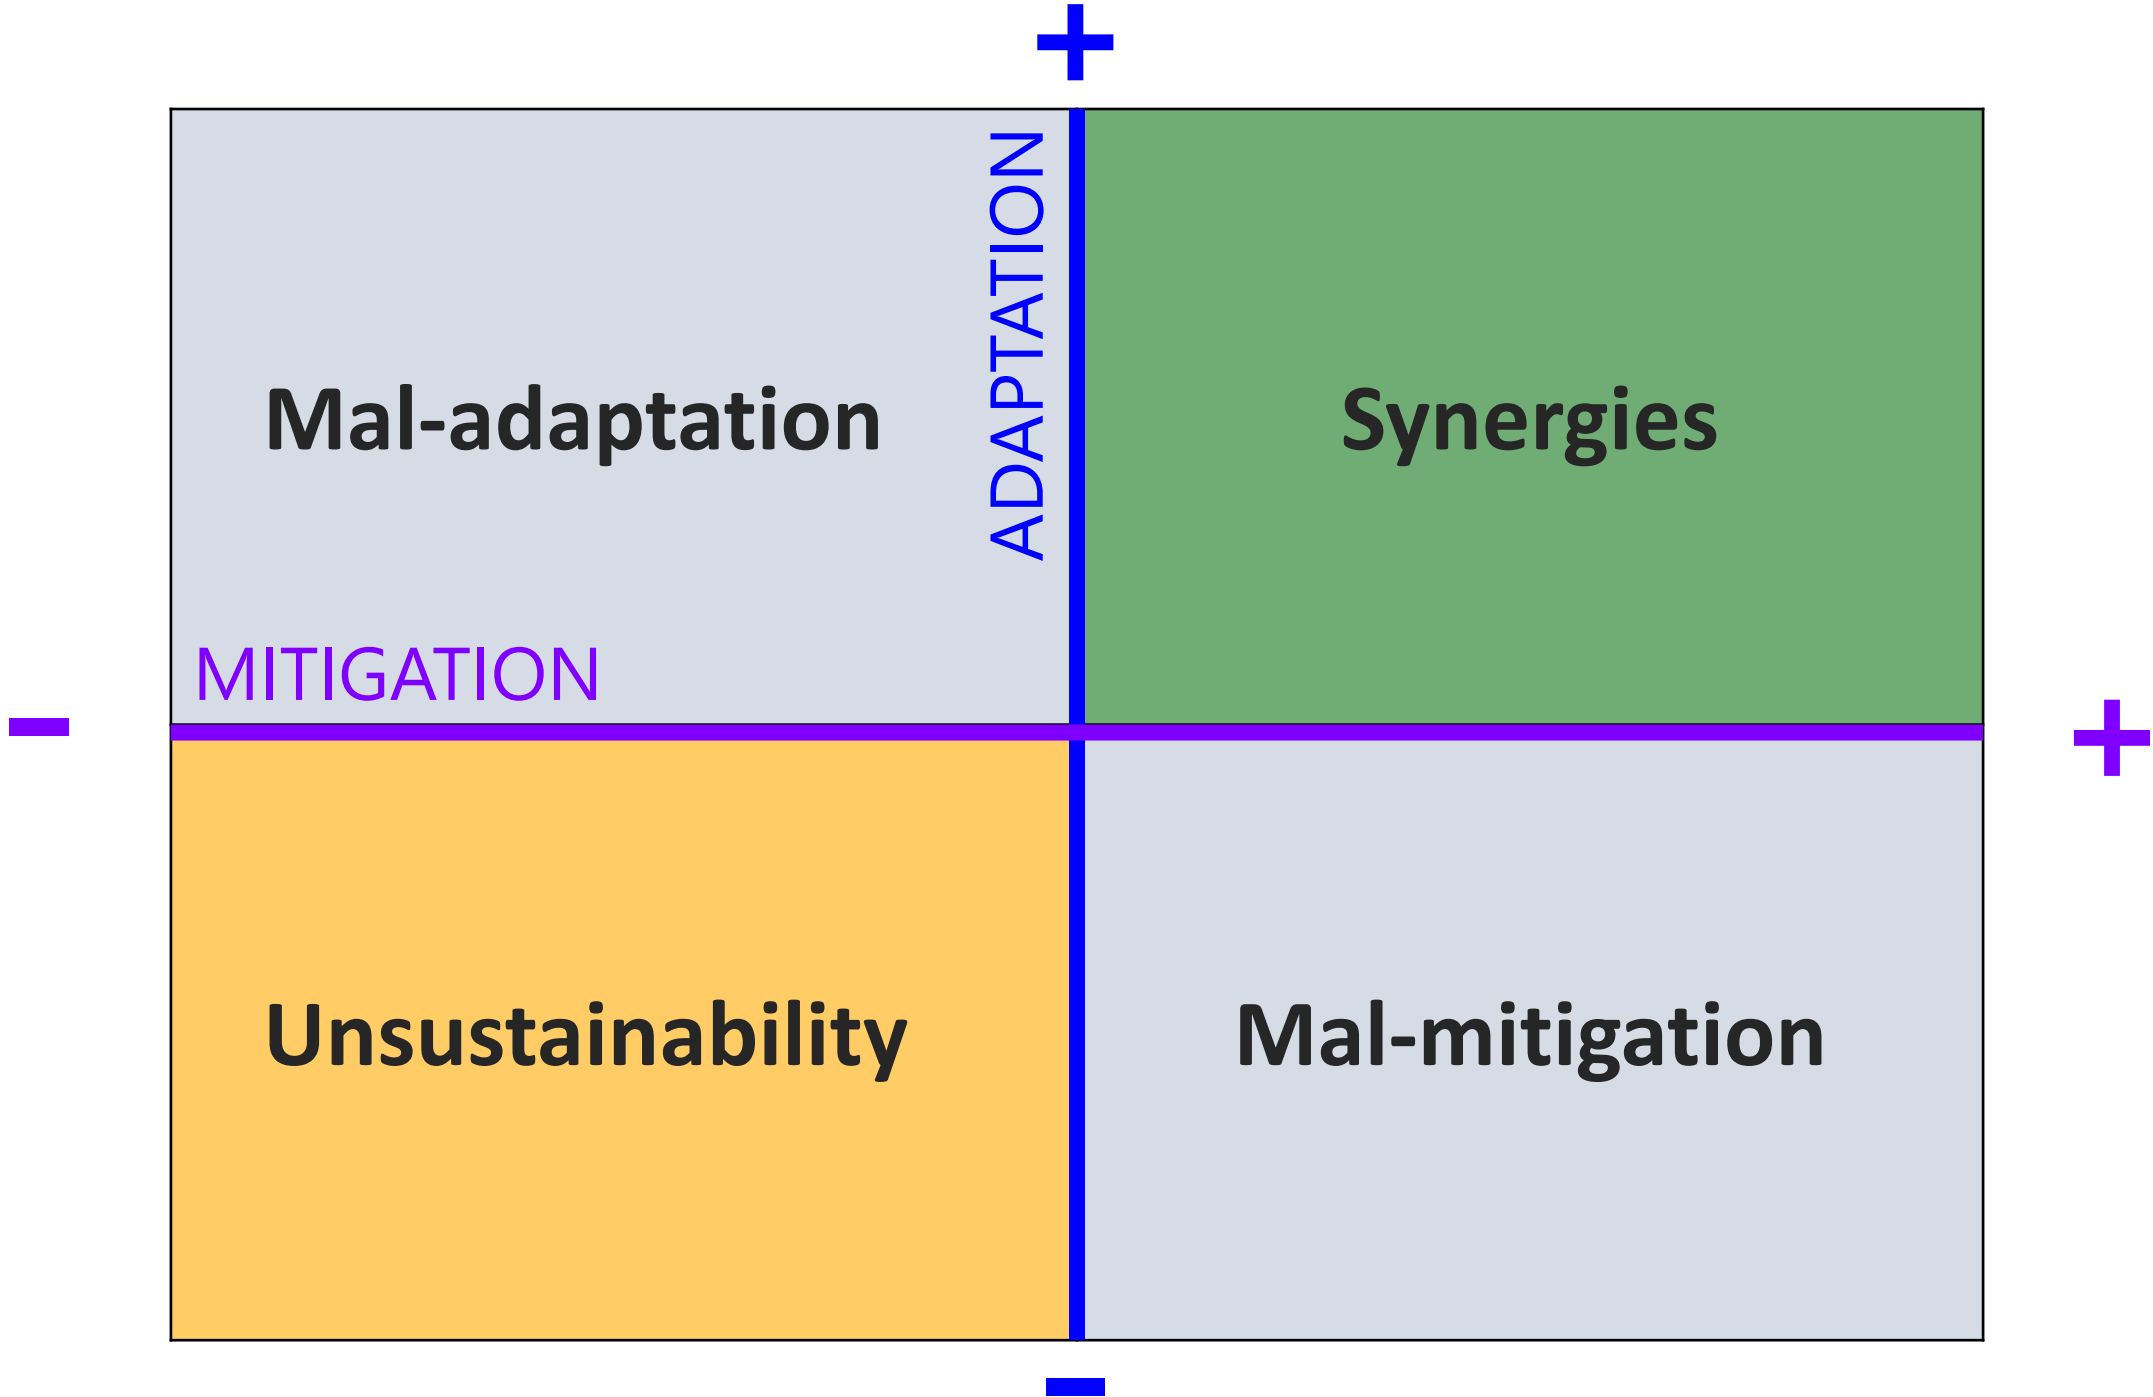 +
ADAPTATION
Mal-adaptation
Synergies
MITIGATION
-
+
Unsustainability
Mal-mitigation
-